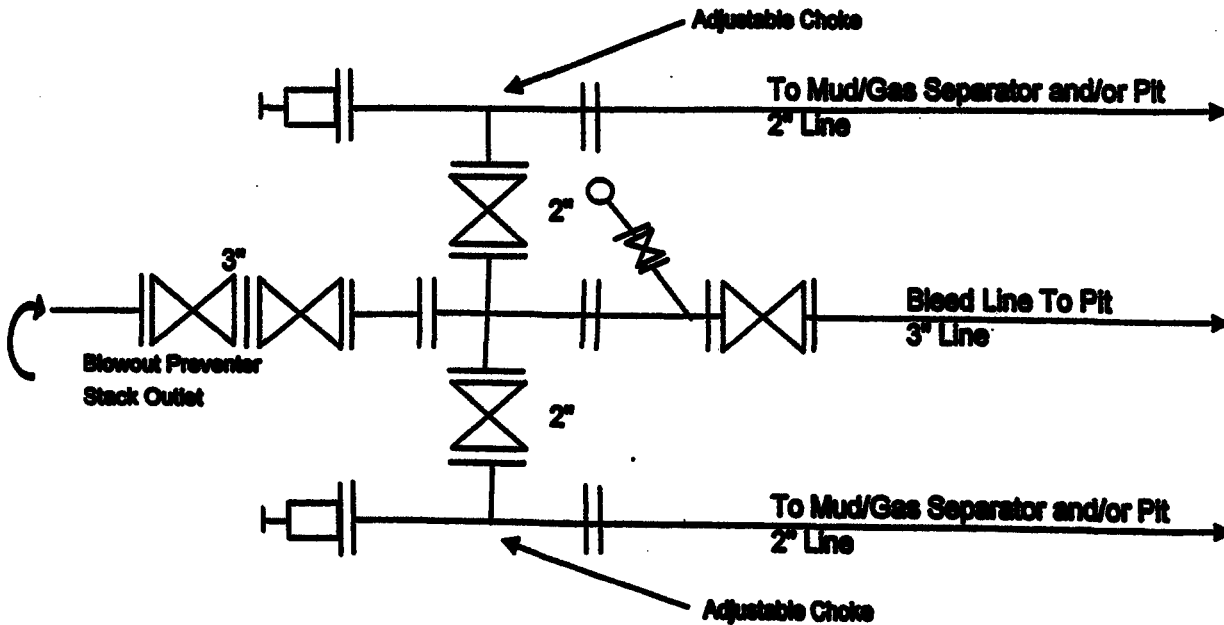 Adjustable Choke
To Mud/Gas Separator and/or Pit
2" Line
2"
3"
Bleed Line To Pit
3" Line
Blowout Preventer
Stack Outlet
2"
To Mud/Gas Separator and/or Pit
2" Line
Adjustable Choke